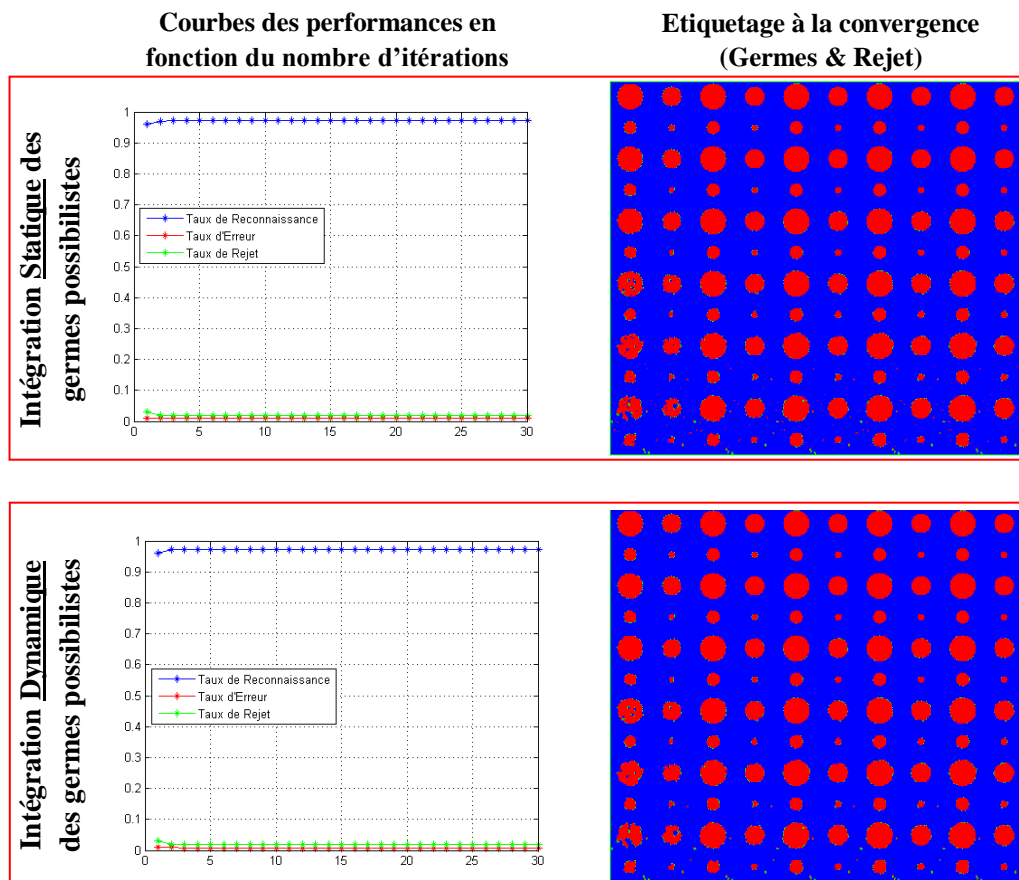 Courbes des performances en
fonction du nombre d'itérations
Etiquetage à la convergence
(Germes & Rejet)
Intégration Statique des
germes possibilistes
1
0.9
0.8
0.7
0.6
0.5
0.4
0.3
0.2
0.1
0
0
5
10
15
20
25
30
Taux de Reconnaissance
Taux d'Erreur
Taux de Rejet
Intégration Dynamique
des germes possibilistes
1
0.9
0.8
0.7
0.6
0.5
0.4
0.3
0.2
0.1
0
0
5
10
15
20
25
30
Taux de Reconnaissance
Taux d'Erreur
Taux de Rejet